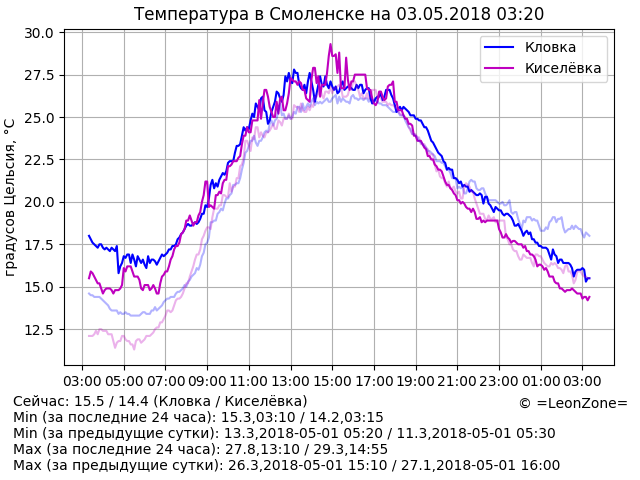 Температура в Смоленске на 03.05.2018 03:20
градусов Цельсия, °C
30.0
27.5
25.0
22.5
20.0
17.5
15.0
12.5
Кловка
Киселёвка
03:00 05:00 07:00 09:00 11:00 13:00 15:00 17:00 19:00 21:00 23:00 01:00 03:00
Сейчас: 15.5 / 14.4 (Кловка / Киселёвка)
© =LeonZone=
Min (за последние 24 часа): 15.3,03:10 / 14.2,03:15
Min (за предыдущие сутки): 13.3,2018-05-01 05:20 / 11.3,2018-05-01 05:30
Max (за последние 24 часа): 27.8,13:10 / 29.3,14:55
Max (за предыдущие сутки): 26.3,2018-05-01 15:10 / 27.1,2018-05-01 16:00